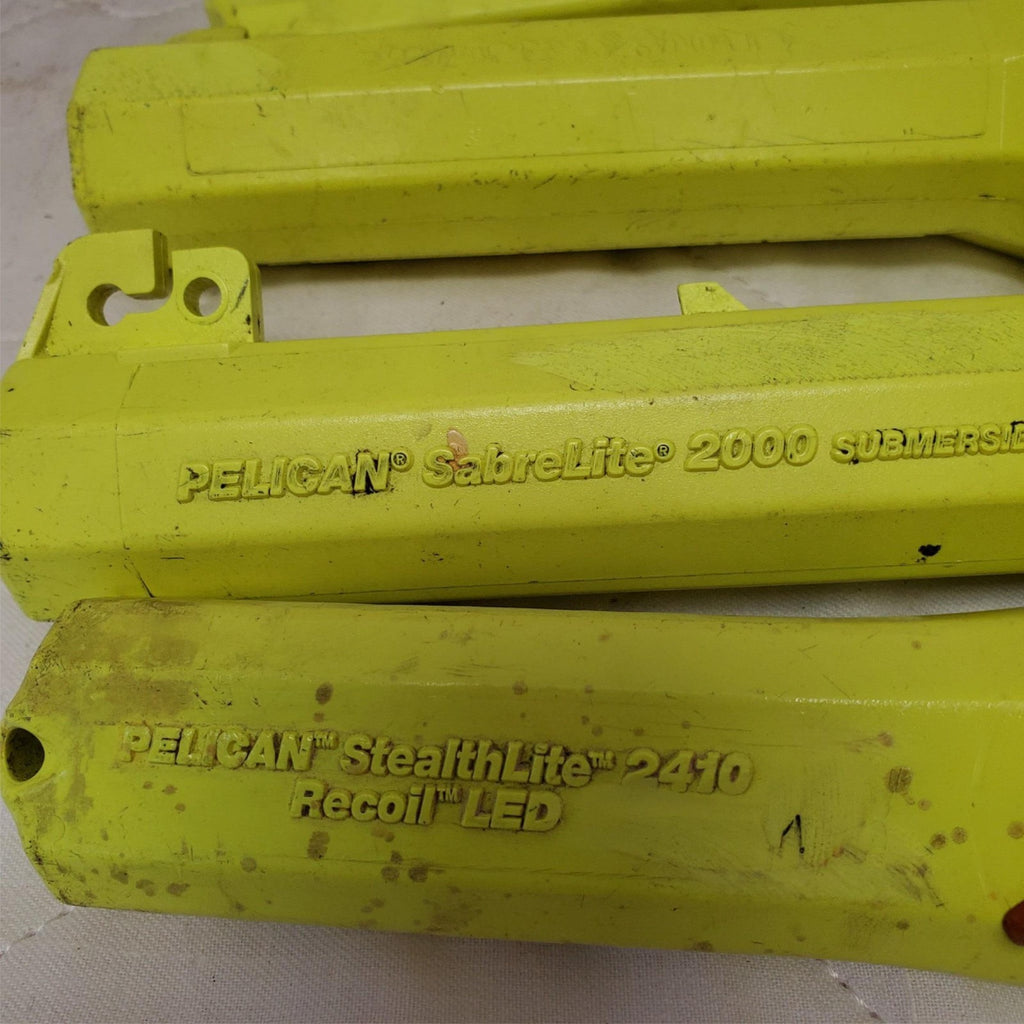 PELICAN® SabreLite® 2000
PELICAN™ StealthLite™ 2410
Recoil™ LED